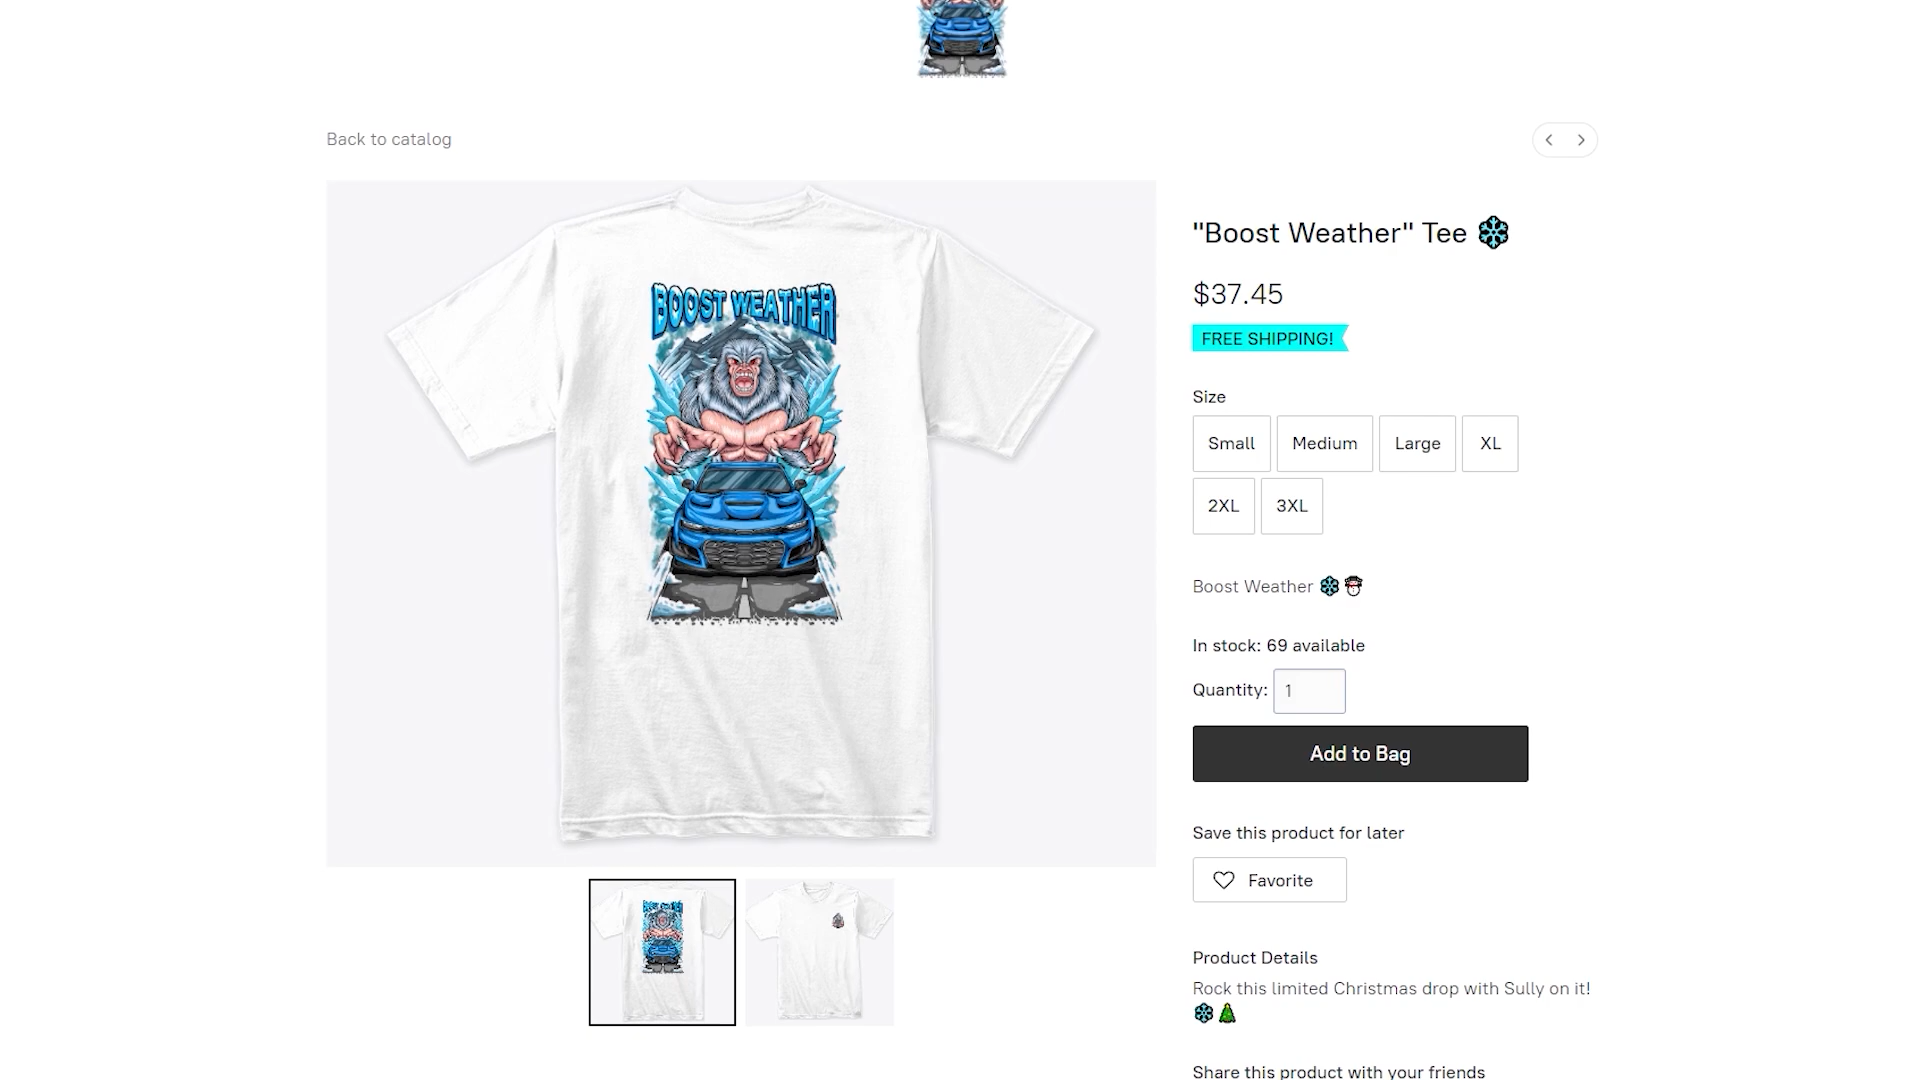 Back to catalog
BOOST WEATHER
"Boost Weather" Tee ❄
$37.45
FREE SHIPPING!
Size
Small Medium Large XL
2XL 3XL
Boost Weather ❄☃
In stock: 69 available
Quantity: 1
Add to Bag
Save this product for later
Favorite
Product Details
Rock this limited Christmas drop with Sully on it!
❄🎄
Share this product with your friends